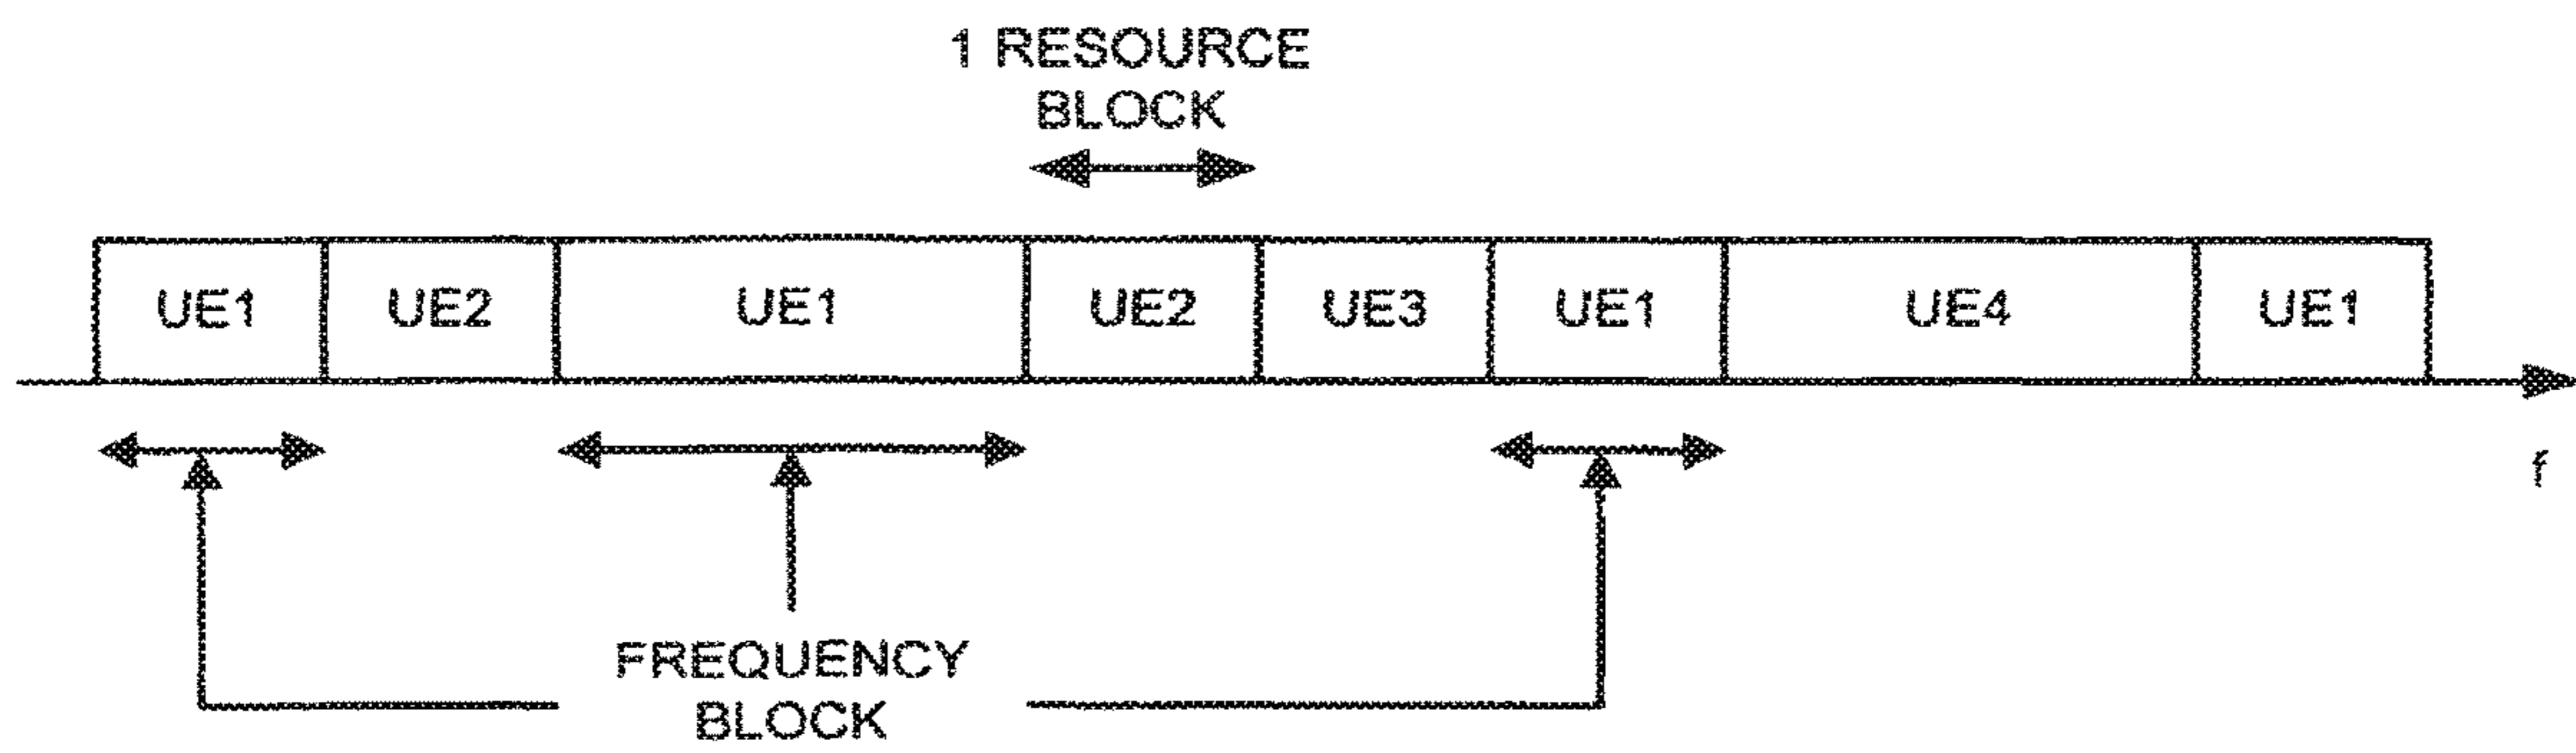 1 RESOURCE
BLOCK
UE1 UE2 UE1 UE2 UE3 UE1 UE4 UE1
f
FREQUENCY
BLOCK